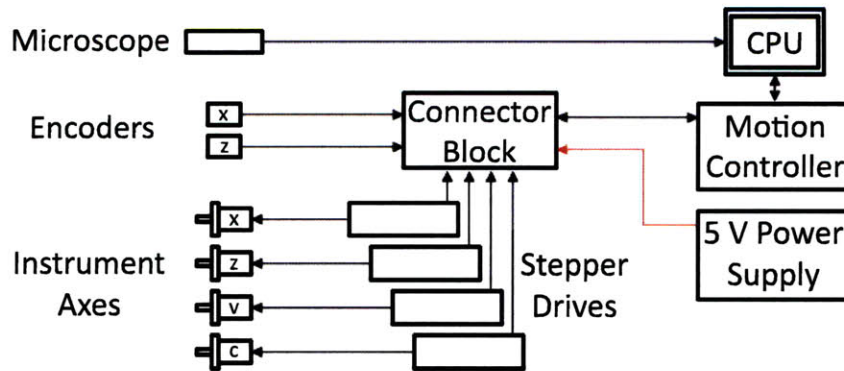 Microscope
CPU
Encoders
X
Z
Connector
Block
Motion
Controller
X
Z
V
C
Instrument
Axes
Stepper
Drives
5 V Power
Supply